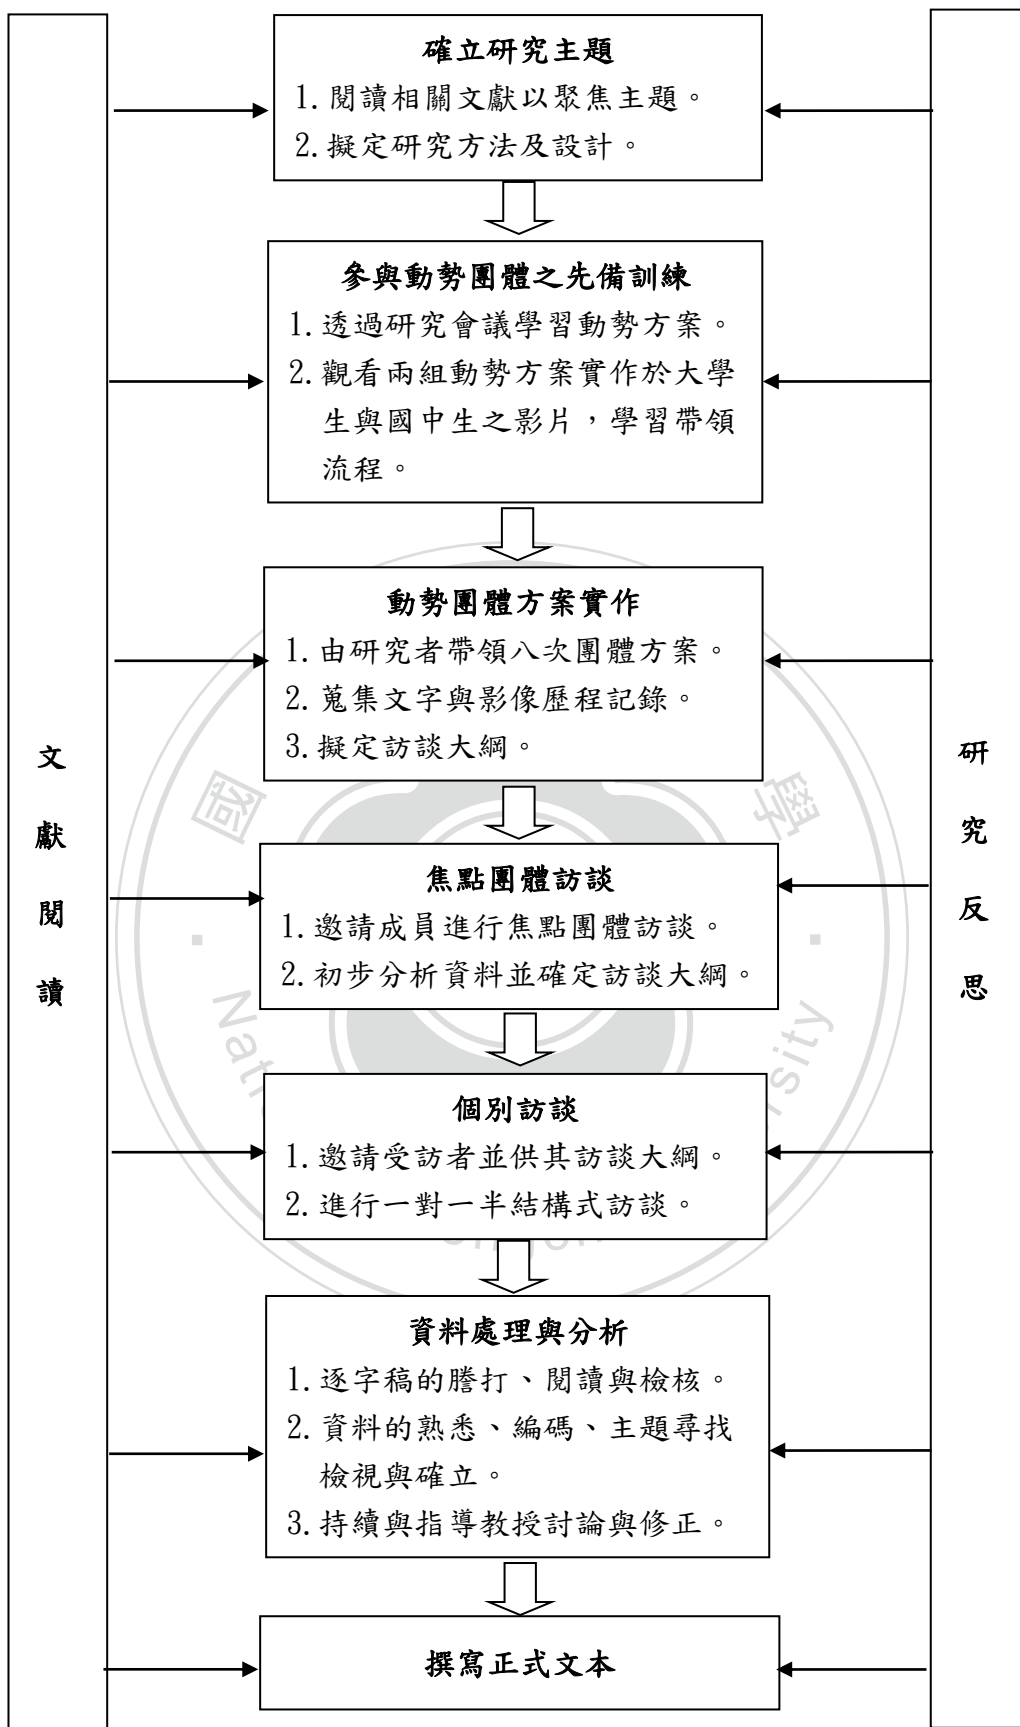 確立研究主題
1. 閱讀相關文獻以聚焦主題。
2. 擬定研究方法及設計。
參與動勢團體之先備訓練
1. 透過研究會議學習動勢方案。
2. 觀看兩組動勢方案實作於大學
生與國中生之影片，學習帶領
流程。
動勢團體方案實作
1. 由研究者帶領八次團體方案。
2. 蒐集文字與影像歷程記錄。
3. 擬定訪談大綱。
焦點團體訪談
1. 邀請成員進行焦點團體訪談。
2. 初步分析資料並確定訪談大綱。
個別訪談
1. 邀請受訪者並供其訪談大綱。
2. 進行一對一半結構式訪談。
資料處理與分析
1. 逐字稿的謄打、閱讀與檢核。
2. 資料的熟悉、編碼、主題尋找
檢視與確立。
3. 持續與指導教授討論與修正。
撰寫正式文本
文
獻
閱
讀
研
究
反
思
國
學